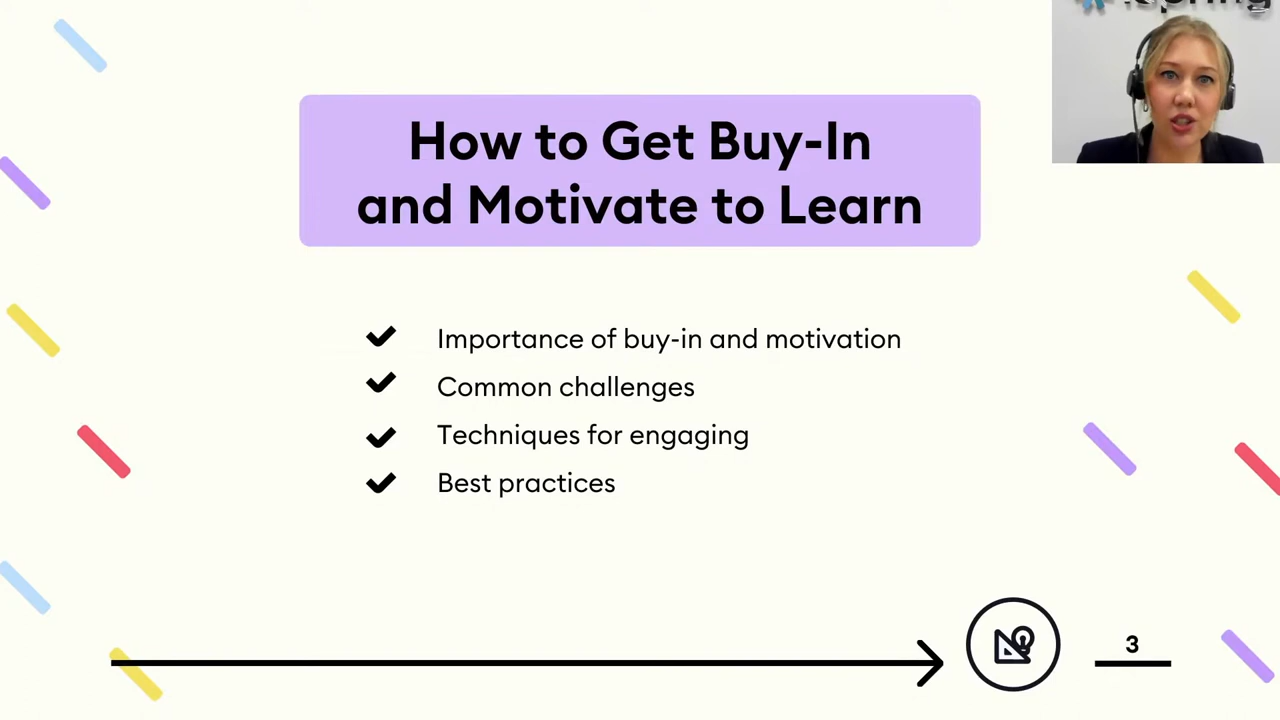 How to Get Buy-In
and Motivate to Learn
Importance of buy-in and motivation
Common challenges
Techniques for engaging
Best practices
3